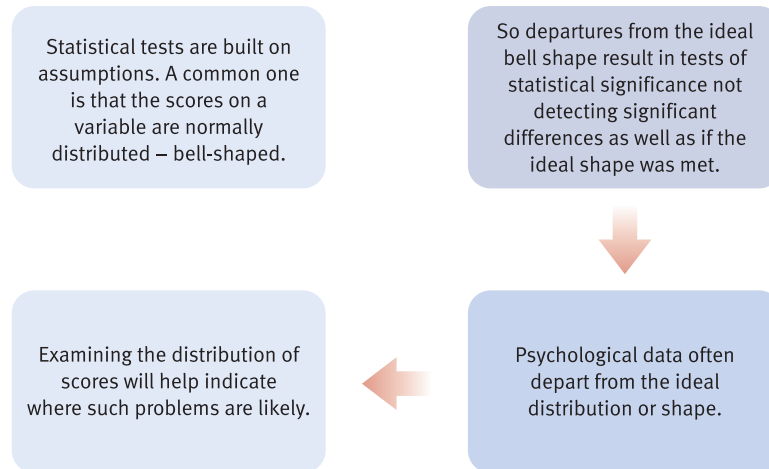 Statistical tests are built on
assumptions. A common one
is that the scores on a
variable are normally
distributed – bell-shaped.
So departures from the ideal
bell shape result in tests of
statistical significance not
detecting significant
differences as well as if the
ideal shape was met.
Psychological data often
depart from the ideal
distribution or shape.
Examining the distribution of
scores will help indicate
where such problems are likely.